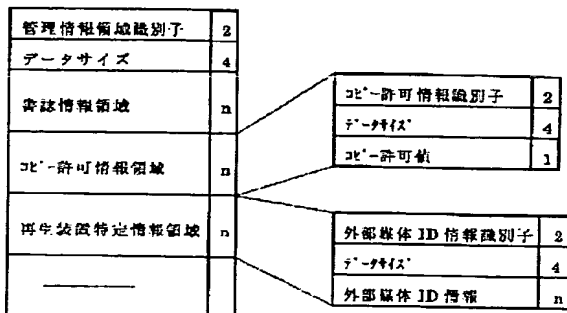 管理情報領域識別子 2
データサイズ 4
書誌情報領域 n
コピー許可情報領域 n
再生装置特定情報領域 n
コピー許可情報識別子 2
データサイズ 4
コピー許可値 1
外部媒体ID情報識別子 2
データサイズ 4
外部媒体ID情報 n